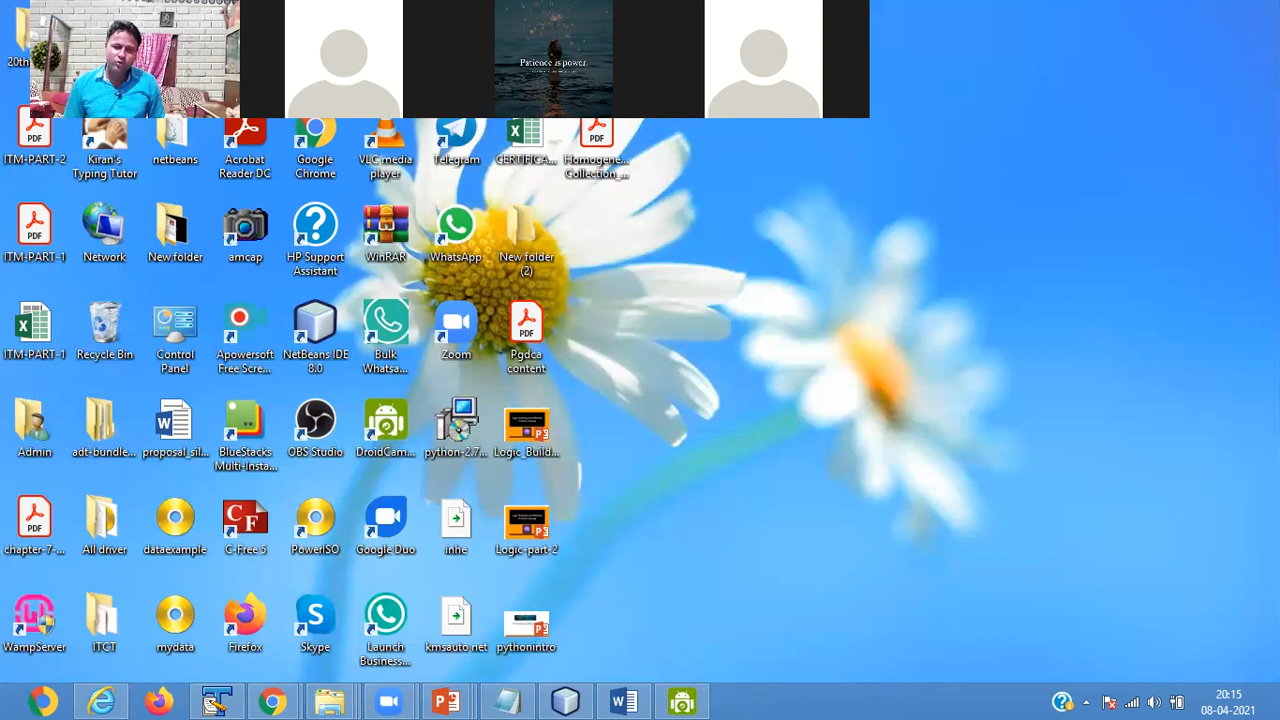 20th
Patience is power.
ITM-PART-2
Kiran's
Typing Tutor
netbeans
Acrobat
Reader DC
Google
Chrome
VLC media
player
Telegram
CERTIFICA...
Homogene...
Collection_...
ITM-PART-1
Network
New folder
amcap
HP Support
Assistant
WinRAR
WhatsApp
New folder
(2)
ITM-PART-1
Recycle Bin
Control
Panel
Apowersoft
Free Scre...
NetBeans IDE
8.0
Bulk
Whatsa...
Zoom
Pgdca
content
Admin
adt-bundle...
proposal_sil...
BlueStacks
Multi-Insta...
OBS Studio
DroidCam...
python-2.7...
Logic_Build...
chapter-7-...
All driver
dataexample
C-Free 5
PowerISO
Google Duo
inhe
Logic-part-2
WampServer
ITCT
mydata
Firefox
Skype
Launch
Business...
kmsauto net
pythonintro
20:15
08-04-2021